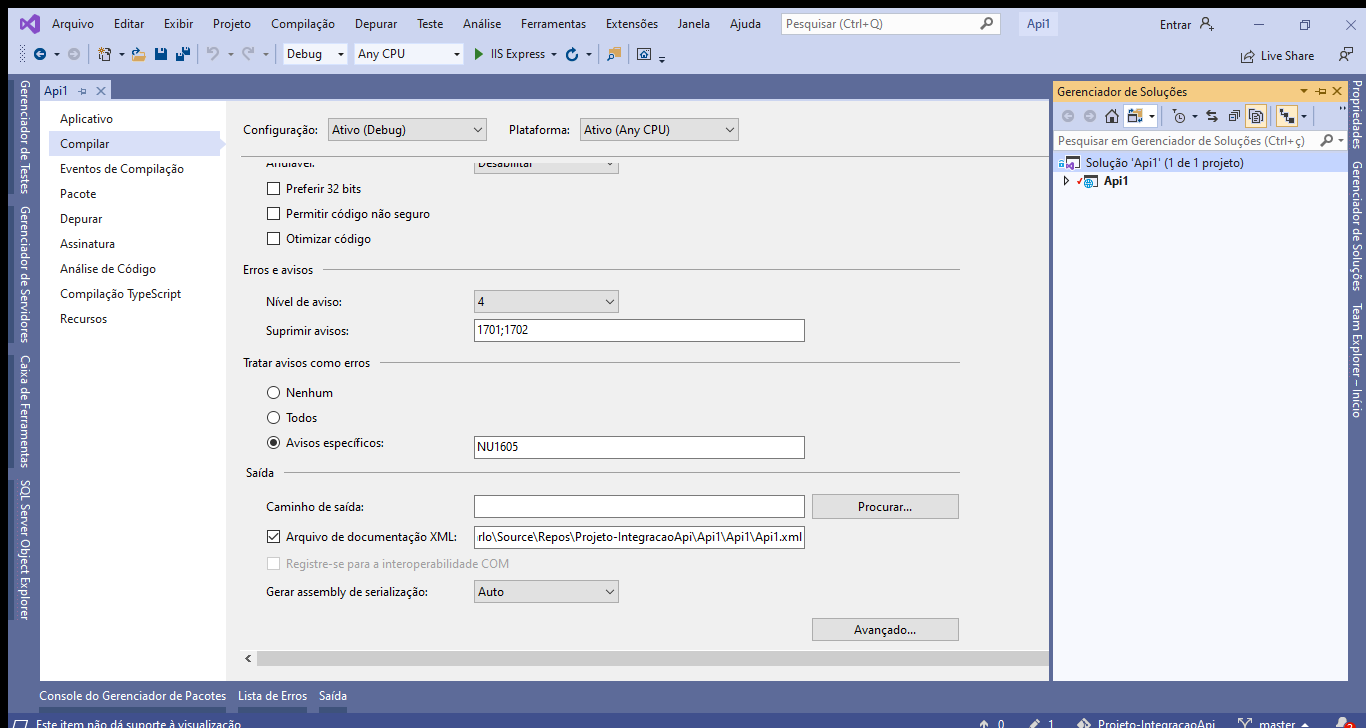 Arquivo Editar Exibir Projeto Compilação Depurar Teste Análise Ferramentas Extensões Janela Ajuda Pesquisar (Ctrl+Q) Api1 Entrar
Debug Any CPU IIS Express Live Share
Api1
Aplicativo
Compilar
Eventos de Compilação
Pacote
Depurar
Assinatura
Análise de Código
Compilação TypeScript
Recursos
Configuração: Ativo (Debug) Plataforma: Ativo (Any CPU)
Anulável: Desabilitar
Preferir 32 bits
Permitir código não seguro
Otimizar código
Erros e avisos
Nível de aviso: 4
Suprimir avisos: 1701;1702
Tratar avisos como erros
Nenhum
Todos
Avisos específicos: NU1605
Saída
Caminho de saída: Procurar...
Arquivo de documentação XML: rlo\Source\Repos\Projeto-IntegracaoApi\Api1\Api1\Api1.xml
Registre-se para a interoperabilidade COM
Gerar assembly de serialização: Auto
Avançado...
Gerenciador de Soluções
Pesquisar em Gerenciador de Soluções (Ctrl+ç)
Solução 'Api1' (1 de 1 projeto)
Api1
Gerenciador de Testes
Gerenciador de Servidores
Caixa de Ferramentas
SQL Server Object Explorer
Propriedades
Gerenciador de Soluções
Team Explorer – Início
Console do Gerenciador de Pacotes Lista de Erros Saída
Este item não dá suporte à visualização 0 1 Projeto-IntegracaoApi master 2